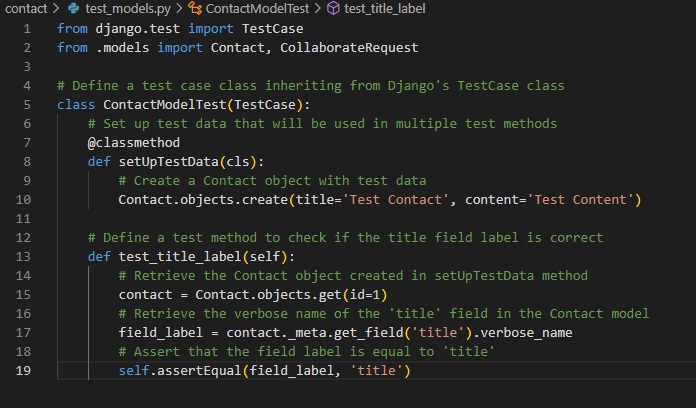 contact > test_models.py > ContactModelTest > test_title_label
1 from django.test import TestCase
2 from .models import Contact, CollaborateRequest
3
4 # Define a test case class inheriting from Django's TestCase class
5 class ContactModelTest(TestCase):
6     # Set up test data that will be used in multiple test methods
7     @classmethod
8     def setUpTestData(cls):
9         # Create a Contact object with test data
10         Contact.objects.create(title='Test Contact', content='Test Content')
11
12     # Define a test method to check if the title field label is correct
13     def test_title_label(self):
14         # Retrieve the Contact object created in setUpTestData method
15         contact = Contact.objects.get(id=1)
16         # Retrieve the verbose name of the 'title' field in the Contact model
17         field_label = contact._meta.get_field('title').verbose_name
18         # Assert that the field label is equal to 'title'
19         self.assertEqual(field_label, 'title')